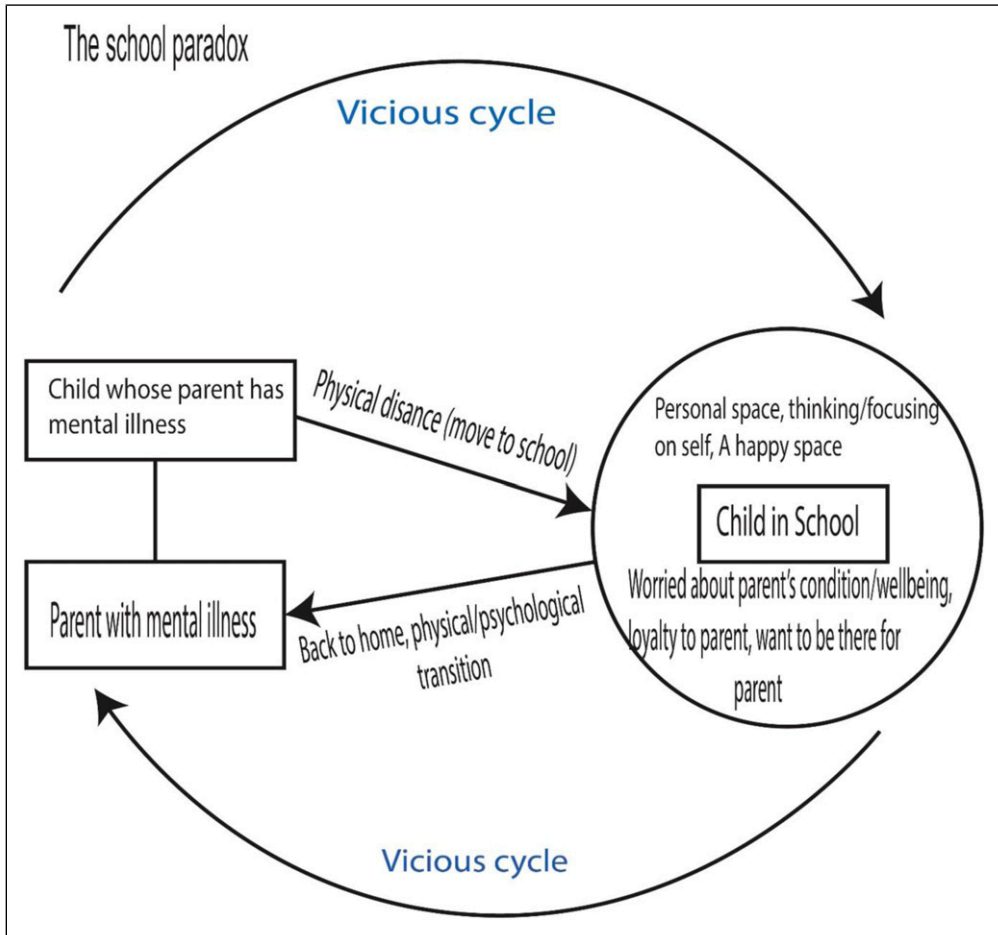 The school paradox
Vicious cycle
Child whose parent has
mental illness
Physical disance (move to school)
Personal space, thinking/focusing
on self, A happy space
Child in School
Worried about parent's condition/wellbeing,
loyalty to parent, want to be there for
parent
Parent with mental illness
Back to home, physical/psychological
transition
Vicious cycle